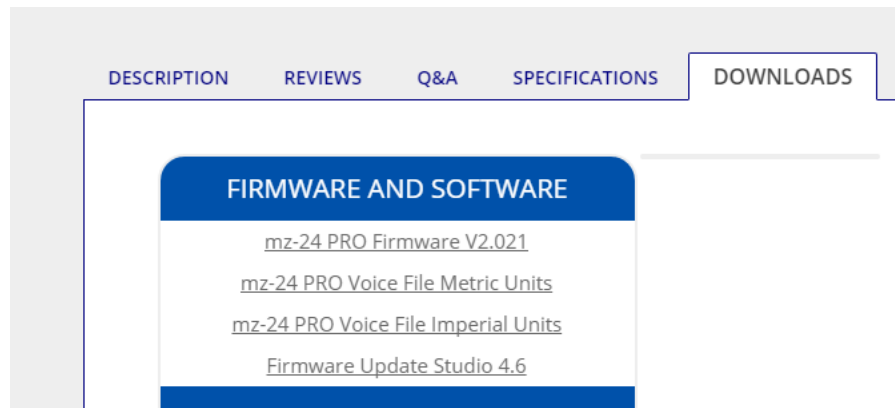 DESCRIPTION REVIEWS Q&A SPECIFICATIONS DOWNLOADS
FIRMWARE AND SOFTWARE
mz-24 PRO Firmware V2.021
mz-24 PRO Voice File Metric Units
mz-24 PRO Voice File Imperial Units
Firmware Update Studio 4.6